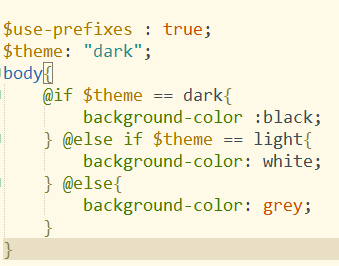 $use-prefixes : true;
$theme: "dark";
body{
    @if $theme == dark{
        background-color :black;
    } @else if $theme == light{
        background-color: white;
    } @else{
        background-color: grey;
    }
}